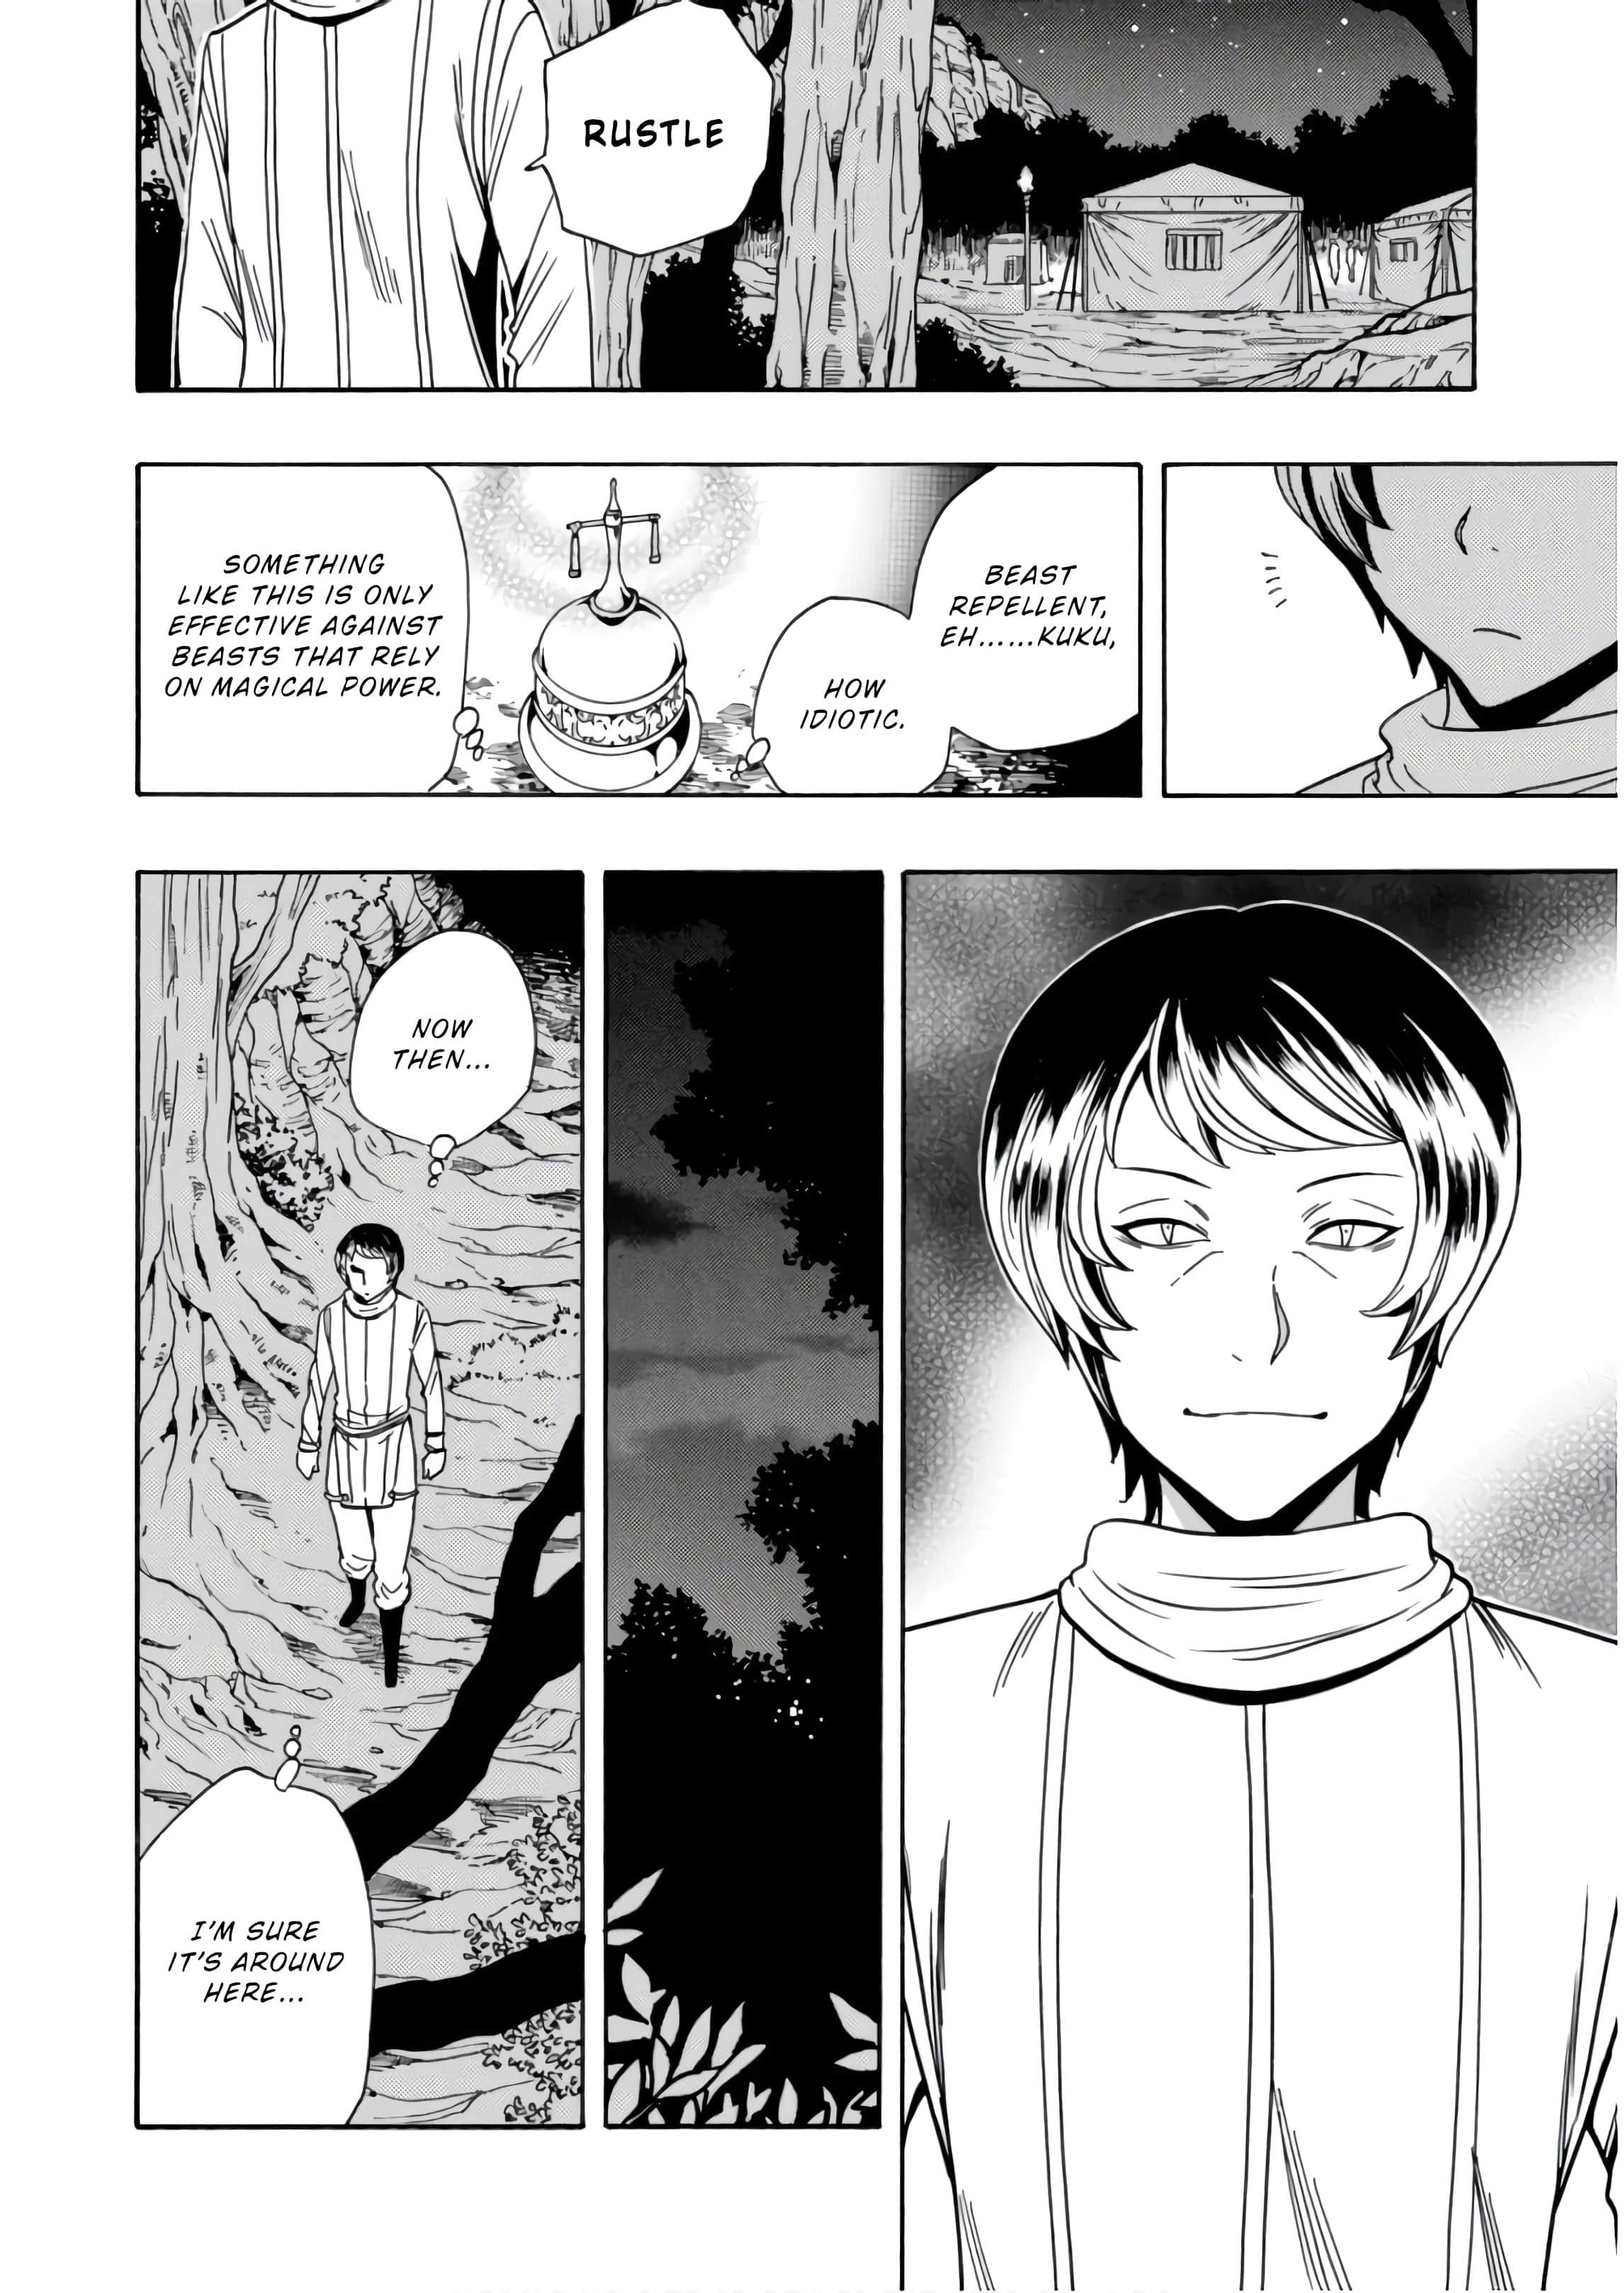 RUSTLE
BEAST
REPELLENT,
EH......KUKU,
HOW
IDIOTIC.
SOMETHING
LIKE THIS IS ONLY
EFFECTIVE AGAINST
BEASTS THAT RELY
ON MAGICAL POWER.
NOW
THEN...
I'M SURE
IT'S AROUND
HERE...